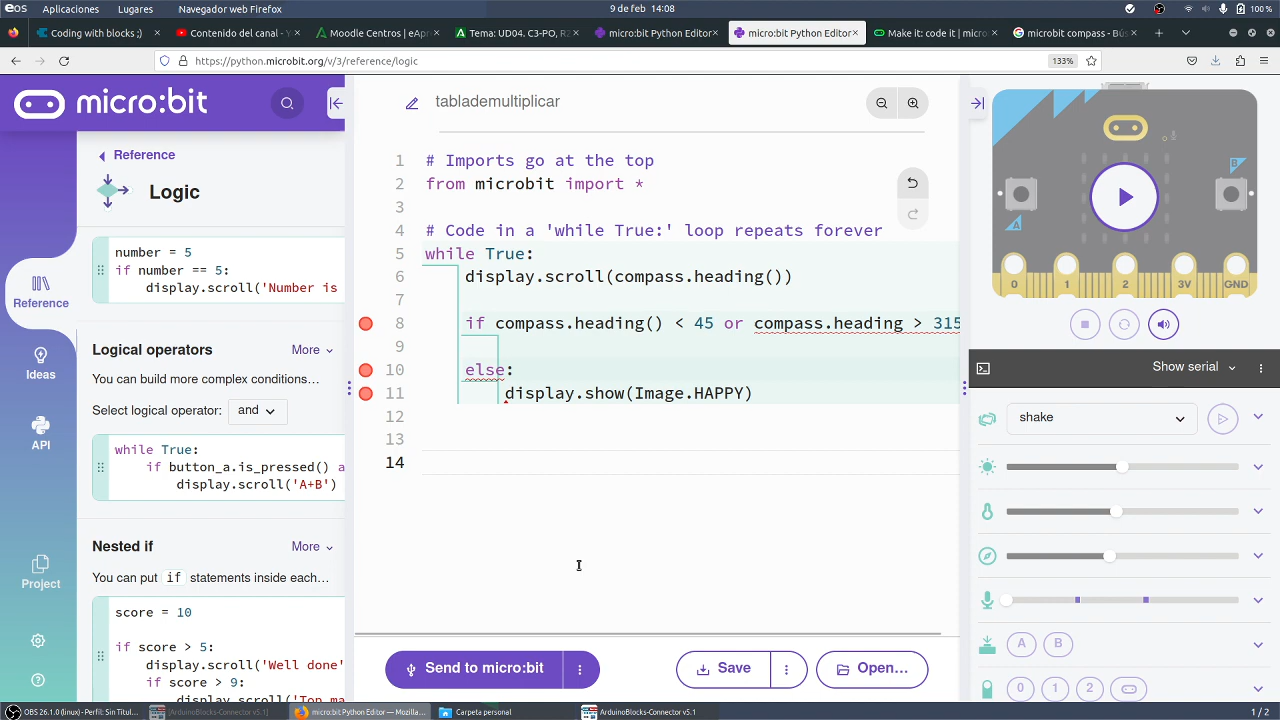 Aplicaciones Lugares Navegador web Firefox 9 de feb 14:08 100 %
Coding with blocks Contenido del canal - Y Moodle Centros | eApr Tema: UD04. C3-PO, R2 micro:bit Python Editor micro:bit Python Editor Make it: code it | micro: microbit compass - Bús
https://python.microbit.org/v/3/reference/logic 133%
micro:bit
tablademultiplicar
Reference
Logic
number = 5
if number == 5:
display.scroll('Number is
Logical operators More
You can build more complex conditions…
Select logical operator: and
while True:
if button_a.is_pressed() a
display.scroll('A+B')
Nested if More
You can put if statements inside each…
score = 10
if score > 5:
display.scroll('Well done'
if score > 9:
display.scroll('Top ma
Reference
Ideas
API
Project
1 # Imports go at the top
2 from microbit import *
3
4 # Code in a 'while True:' loop repeats forever
5 while True:
6 display.scroll(compass.heading())
7
8 if compass.heading() < 45 or compass.heading > 315
9
10 else:
11 display.show(Image.HAPPY)
12
13
14
Send to micro:bit Save Open...
A B
0 1 2 3V GND
Show serial
shake
A B
0 1 2
OBS 26.1.0 (linux) - Perfil: Sin Titul… [ArduinoBlocks-Connector v5.1] micro:bit Python Editor — Mozilla… Carpeta personal ArduinoBlocks-Connector v5.1 1 / 2